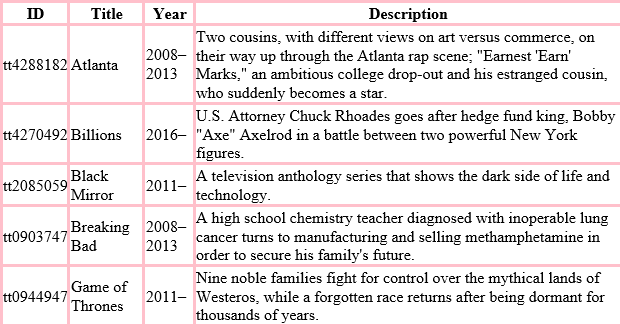 ID Title Year Description
tt4288182 Atlanta 2008–
2013 Two cousins, with different views on art versus commerce, on
their way up through the Atlanta rap scene; "Earnest 'Earn'
Marks," an ambitious college drop-out and his estranged cousin,
who suddenly becomes a star.
tt4270492 Billions 2016– U.S. Attorney Chuck Rhoades goes after hedge fund king, Bobby
"Axe" Axelrod in a battle between two powerful New York
figures.
tt2085059 Black
Mirror 2011– A television anthology series that shows the dark side of life and
technology.
tt0903747 Breaking
Bad 2008–
2013 A high school chemistry teacher diagnosed with inoperable lung
cancer turns to manufacturing and selling methamphetamine in
order to secure his family's future.
tt0944947 Game of
Thrones 2011– Nine noble families fight for control over the mythical lands of
Westeros, while a forgotten race returns after being dormant for
thousands of years.